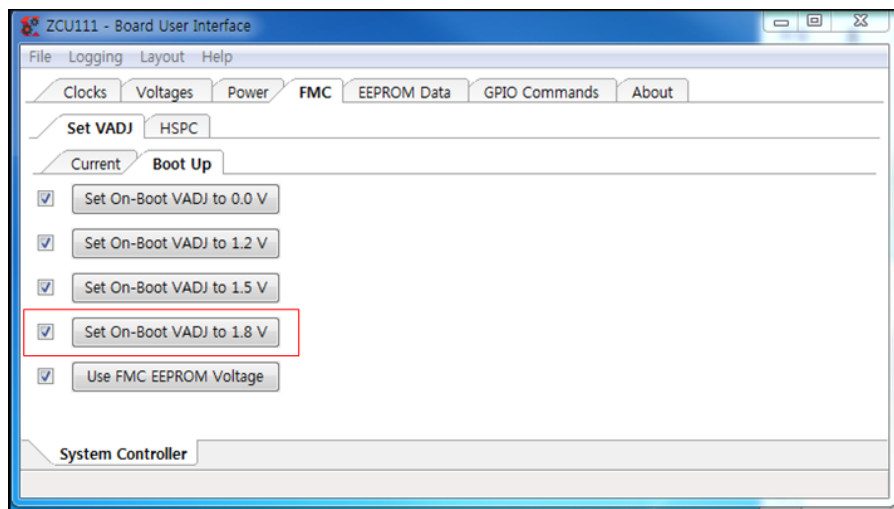 ZCU111 - Board User Interface
File Logging Layout Help
Clocks Voltages Power FMC EEPROM Data GPIO Commands About
Set VADJ HSPC
Current Boot Up
Set On-Boot VADJ to 0.0 V
Set On-Boot VADJ to 1.2 V
Set On-Boot VADJ to 1.5 V
Set On-Boot VADJ to 1.8 V
Use FMC EEPROM Voltage
System Controller